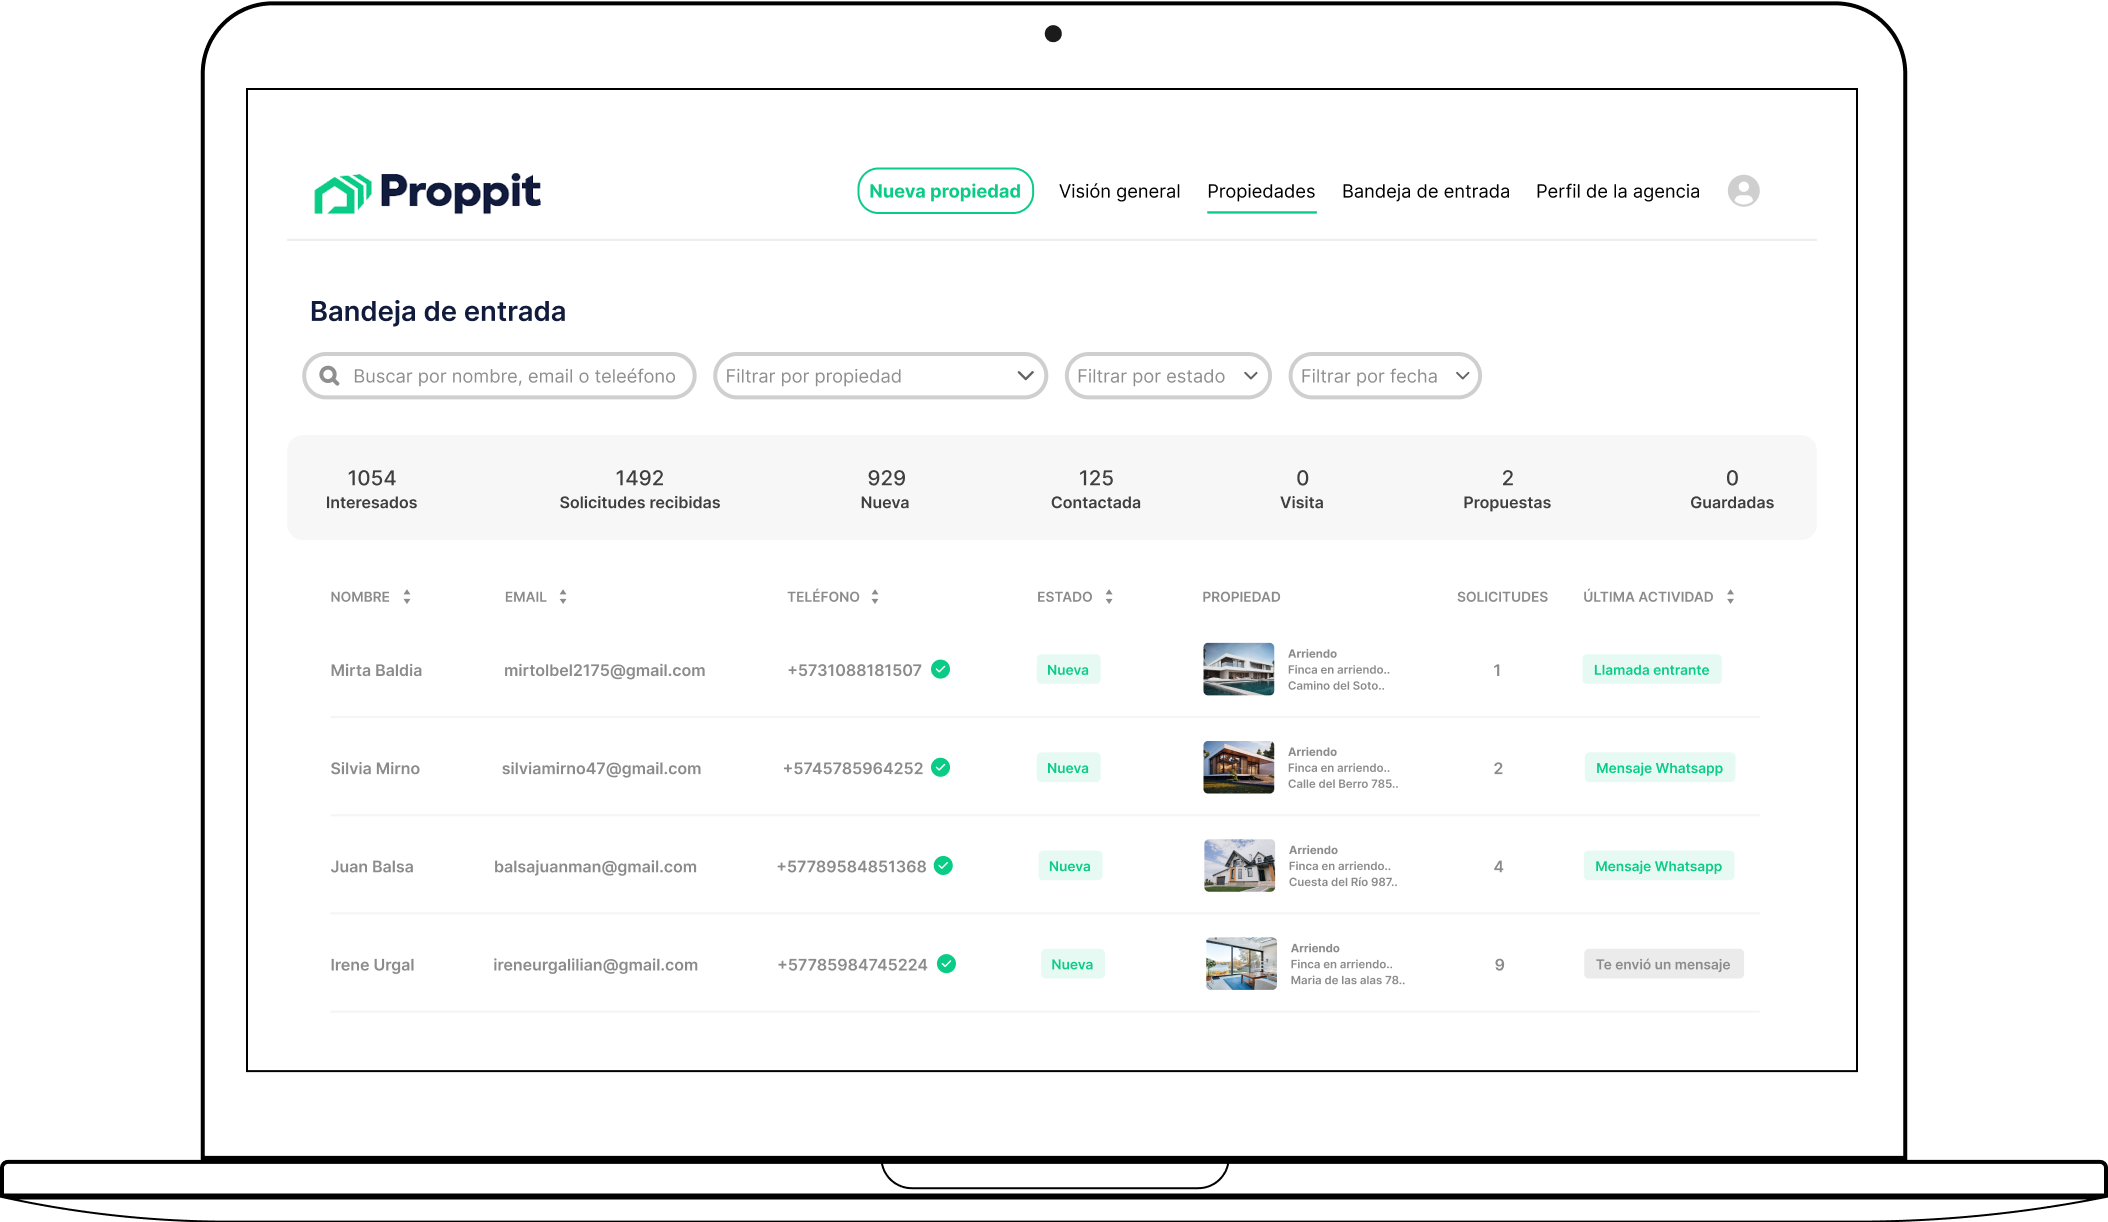 Proppit
Nueva propiedad Visión general Propiedades Bandeja de entrada Perfil de la agencia
Bandeja de entrada
Buscar por nombre, email o teleéfono Filtrar por propiedad Filtrar por estado Filtrar por fecha
1054 1492 929 125 0 2 0
Interesados Solicitudes recibidas Nueva Contactada Visita Propuestas Guardadas
NOMBRE EMAIL TELÉFONO ESTADO PROPIEDAD SOLICITUDES ÚLTIMA ACTIVIDAD
Arriendo
Mirta Baldia mirtolbel2175@gmail.com +5731088181507 Nueva Finca en arriendo.. 1 Llamada entrante
Camino del Soto..
Arriendo
Silvia Mirno silviamirno47@gmail.com +5745785964252 Nueva Finca en arriendo.. 2 Mensaje Whatsapp
Calle del Berro 785..
Arriendo
Juan Balsa balsajuanman@gmail.com +57789584851368 Nueva Finca en arriendo.. 4 Mensaje Whatsapp
Cuesta del Río 987..
Arriendo
Irene Urgal ireneurgalilian@gmail.com +57785984745224 Nueva Finca en arriendo.. 9 Te envió un mensaje
Maria de las alas 78..